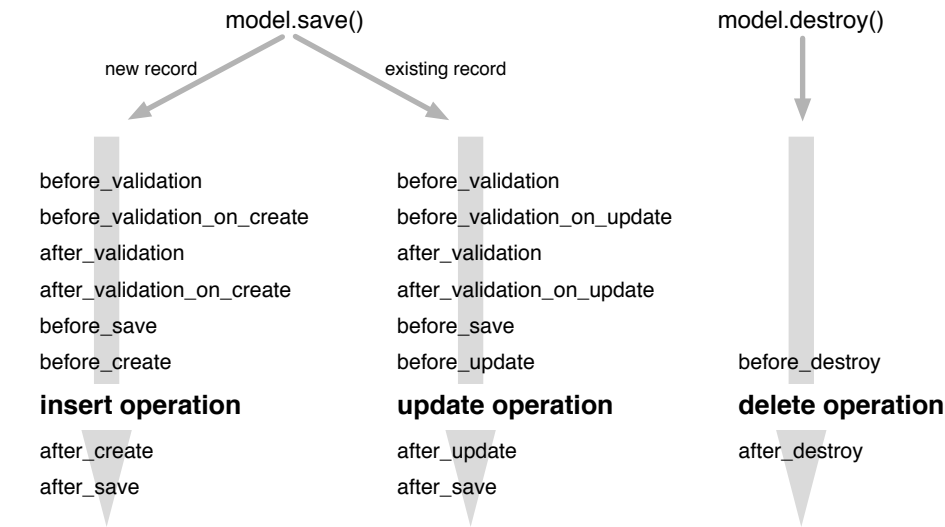 model.save()
model.destroy()
new record
existing record
before_validation
before_validation_on_create
after_validation
after_validation_on_create
before_save
before_create
insert operation
after_create
after_save
before_validation
before_validation_on_update
after_validation
after_validation_on_update
before_save
before_update
update operation
after_update
after_save
before_destroy
delete operation
after_destroy